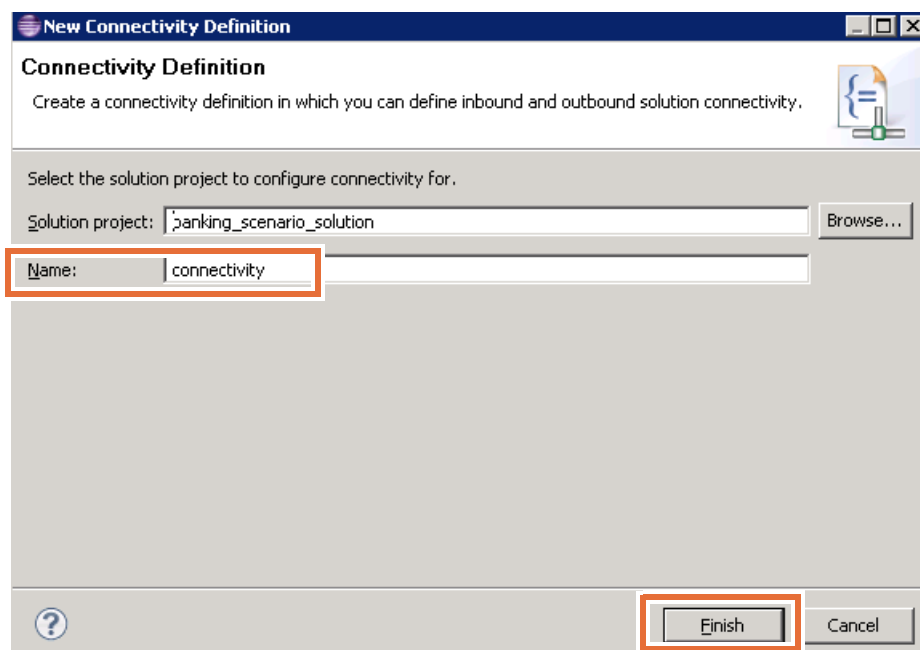 New Connectivity Definition
Connectivity Definition
Create a connectivity definition in which you can define inbound and outbound solution connectivity.
{=
Select the solution project to configure connectivity for.
Solution project: banking_scenario_solution Browse...
Name: connectivity
? Finish Cancel